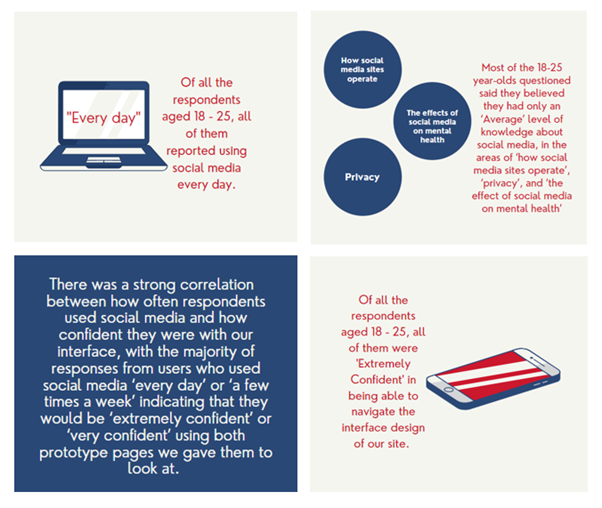 "Every day"
Of all the
respondents
aged 18 - 25, all
of them
reported using
social media
every day.
How social
media sites
operate
The effects of
social media
on mental
health
Privacy
Most of the 18-25
year-olds questioned
said they believed
they had only an
‘Average’ level of
knowledge about
social media, in the
areas of ‘how social
media sites operate’,
‘privacy’, and ‘the
effect of social media
on mental health’
There was a strong correlation
between how often respondents
used social media and how
confident they were with our
interface, with the majority of
responses from users who used
social media ‘every day’ or ‘a few
times a week’ indicating that they
would be ‘extremely confident’ or
‘very confident’ using both
prototype pages we gave them to
look at.
Of all the
respondents
aged 18 - 25, all
of them were
'Extremely
Confident' in
being able to
navigate the
interface design
of our site.